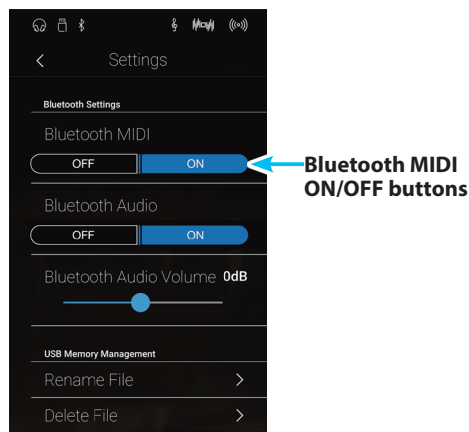 Settings
Bluetooth Settings
Bluetooth MIDI
OFF ON
Bluetooth MIDI
ON/OFF buttons
Bluetooth Audio
OFF ON
Bluetooth Audio Volume 0dB
USB Memory Management
Rename File
Delete File